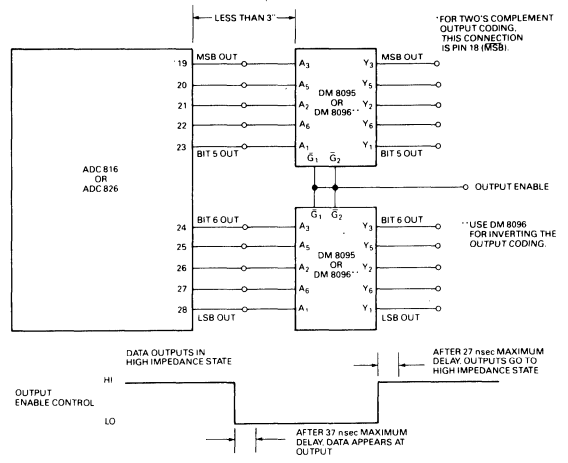 LESS THAN 3"
*FOR TWO'S COMPLEMENT
OUTPUT CODING,
THIS CONNECTION
IS PIN 18 (M̅S̅B̅).
ADC 816
OR
ADC 826
*19
MSB OUT
20
21
22
23
BIT 5 OUT
A3
A5
A2
A6
A1
DM 8095
OR
DM 8096**
G̅1 G̅2
Y3
Y5
Y2
Y6
Y1
MSB OUT
BIT 5 OUT
OUTPUT ENABLE
24
BIT 6 OUT
25
26
27
28
LSB OUT
G̅1 G̅2
A3
A5
A2
A6
A1
DM 8095
OR
DM 8096**
Y3
Y5
Y2
Y6
Y1
BIT 6 OUT
LSB OUT
**USE DM 8096
FOR INVERTING THE
OUTPUT CODING.
DATA OUTPUTS IN
HIGH IMPEDANCE STATE
AFTER 27 nsec MAXIMUM
DELAY, OUTPUTS GO TO
HIGH IMPEDANCE STATE
HI
OUTPUT
ENABLE CONTROL
LO
AFTER 37 nsec MAXIMUM
DELAY, DATA APPEARS AT
OUTPUT